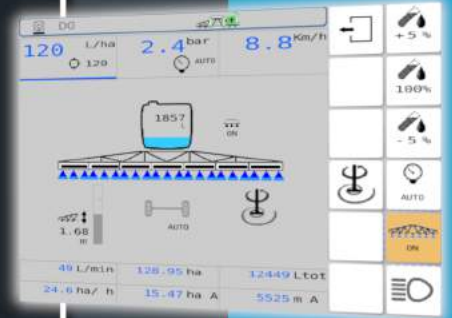 DG
120 L/ha
120
2.4 bar
AUTO
8.8 Km/h
+5 %
100%
1857
L
ON
- 5 %
AUTO
1.68
m
AUTO
ON
49 L/min
128.95 ha
12449 Ltot
24.6 ha/ h
15.47 ha A
5525 m A